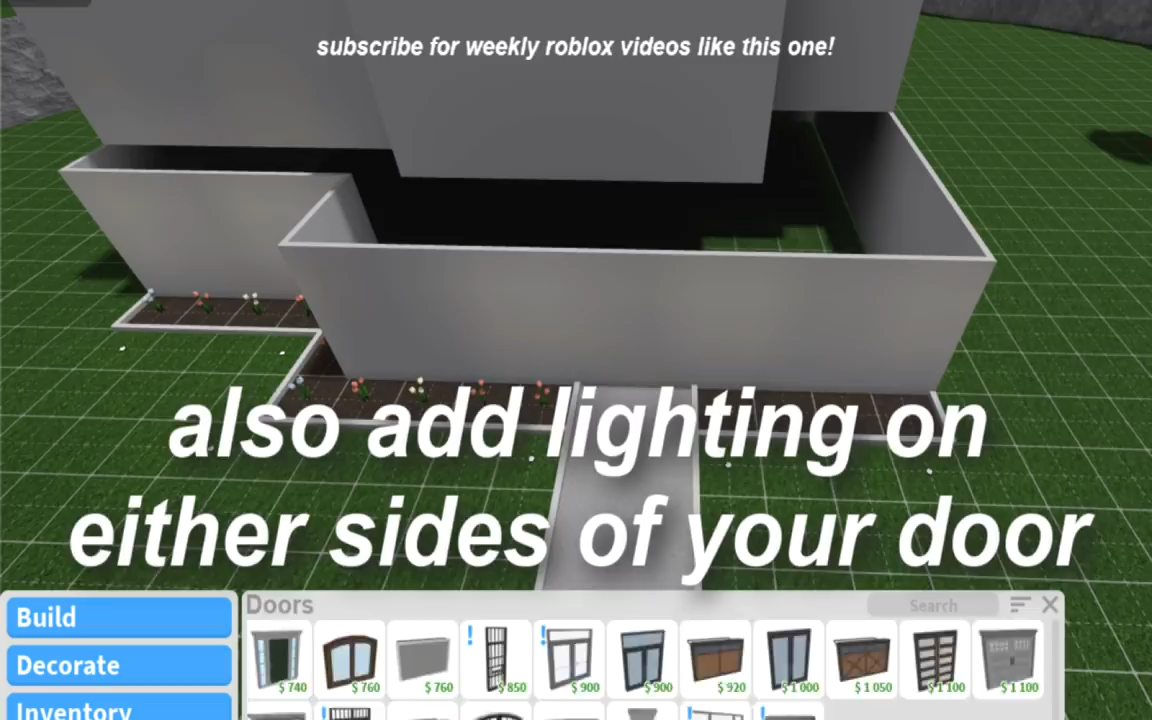 subscribe for weekly roblox videos like this one!
also add lighting on
either sides of your door
Build
Decorate
Inventory
Doors
Search
$ 740
$ 760
$ 760
$ 850
$ 900
$ 900
$ 920
$ 1 000
$ 1 050
$ 1 100
$ 1 100